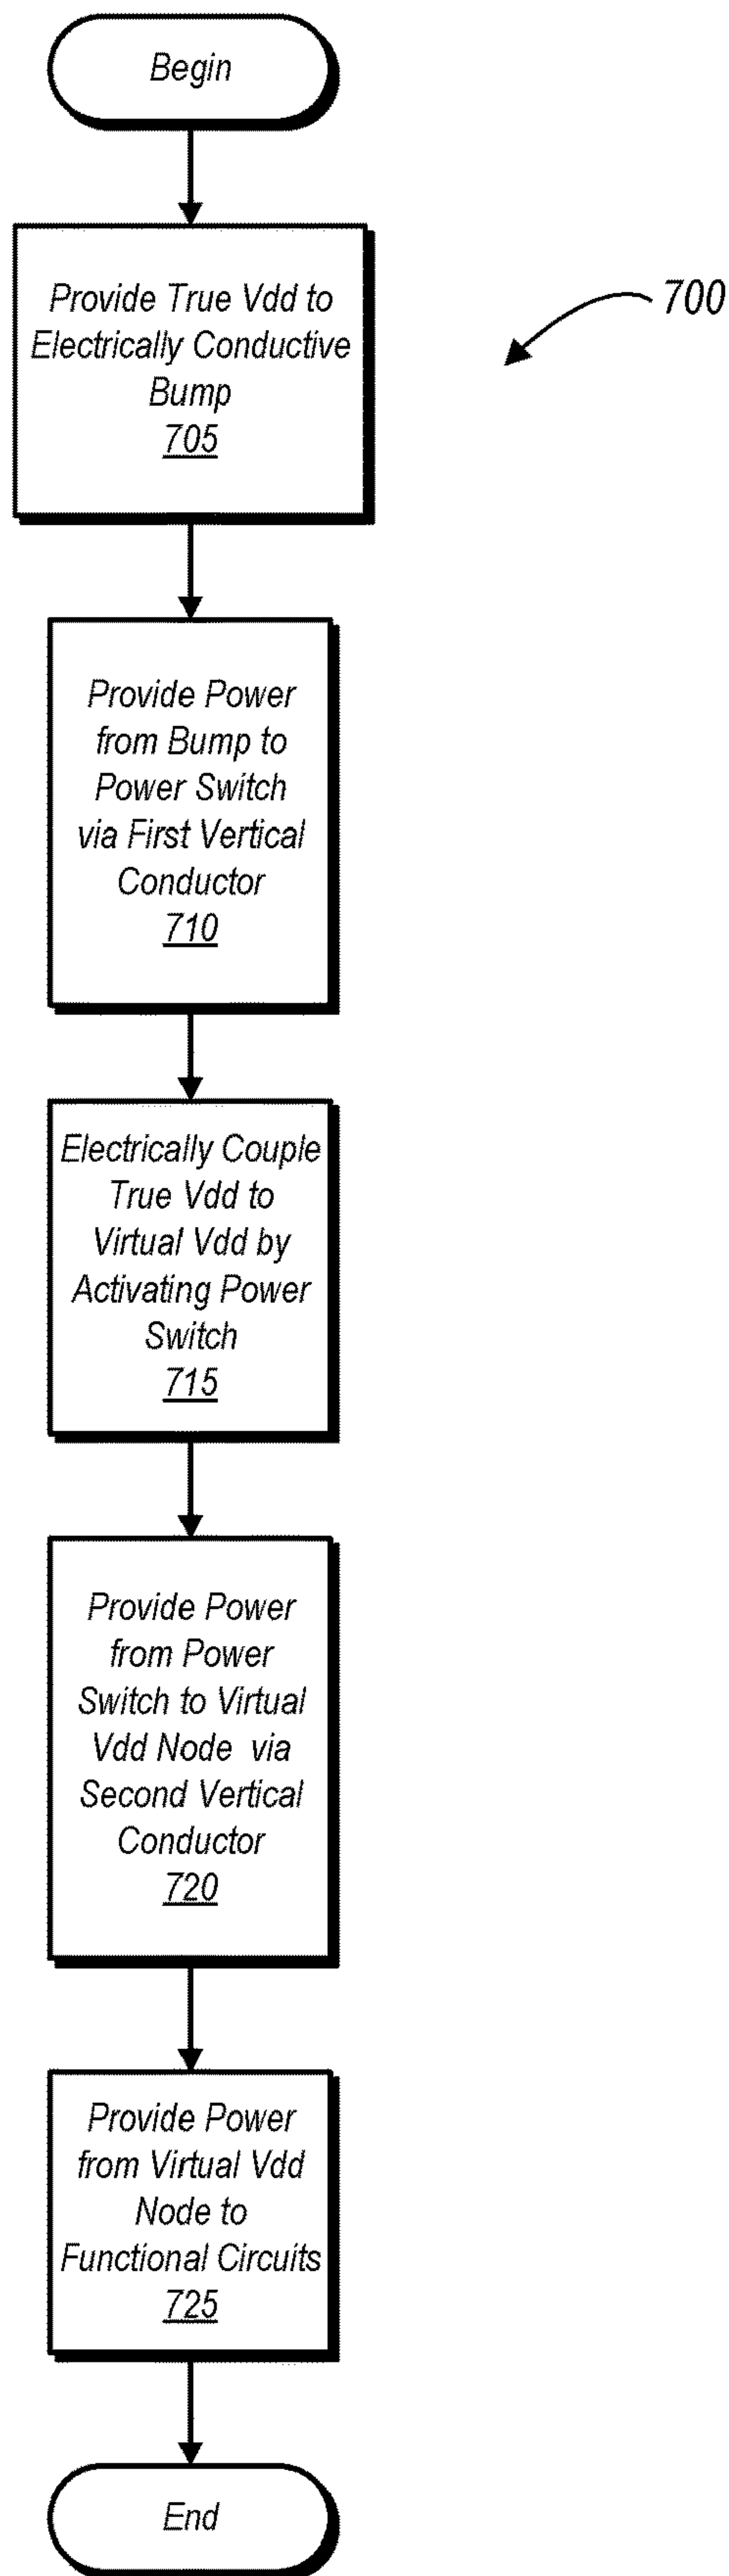 Begin
Provide True Vdd to
Electrically Conductive
Bump
705
700
Provide Power
from Bump to
Power Switch
via First Vertical
Conductor
710
Electrically Couple
True Vdd to
Virtual Vdd by
Activating Power
Switch
715
Provide Power
from Power
Switch to Virtual
Vdd Node via
Second Vertical
Conductor
720
Provide Power
from Virtual Vdd
Node to
Functional Circuits
725
End